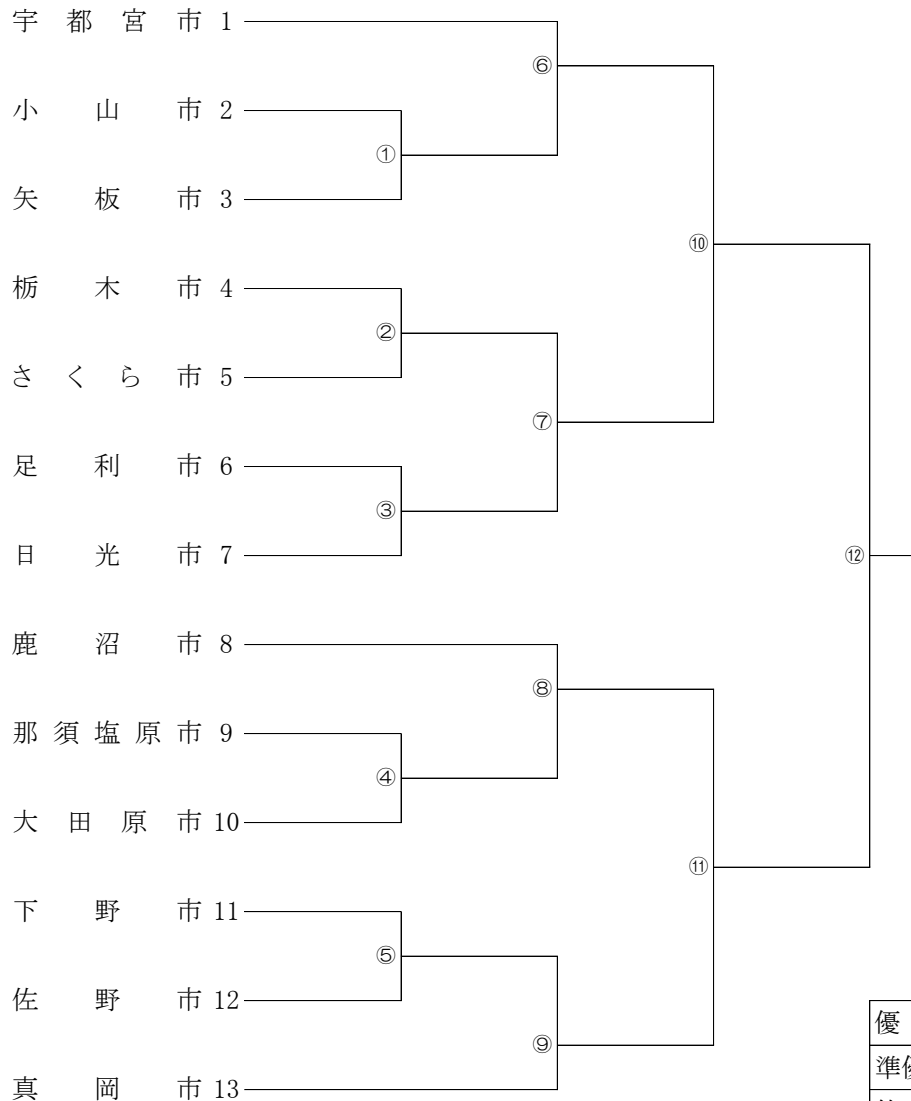 宇都宮市 1
⑥
小山市 2
①
矢板市 3
⑩
栃木市 4
②
さくら市 5
⑦
足利市 6
③
日光市 7
⑫
鹿沼市 8
⑧
那須塩原市 9
④
大田原市 10
⑪
下野市 11
⑤
佐野市 12
優
⑨
準優
真岡市 13